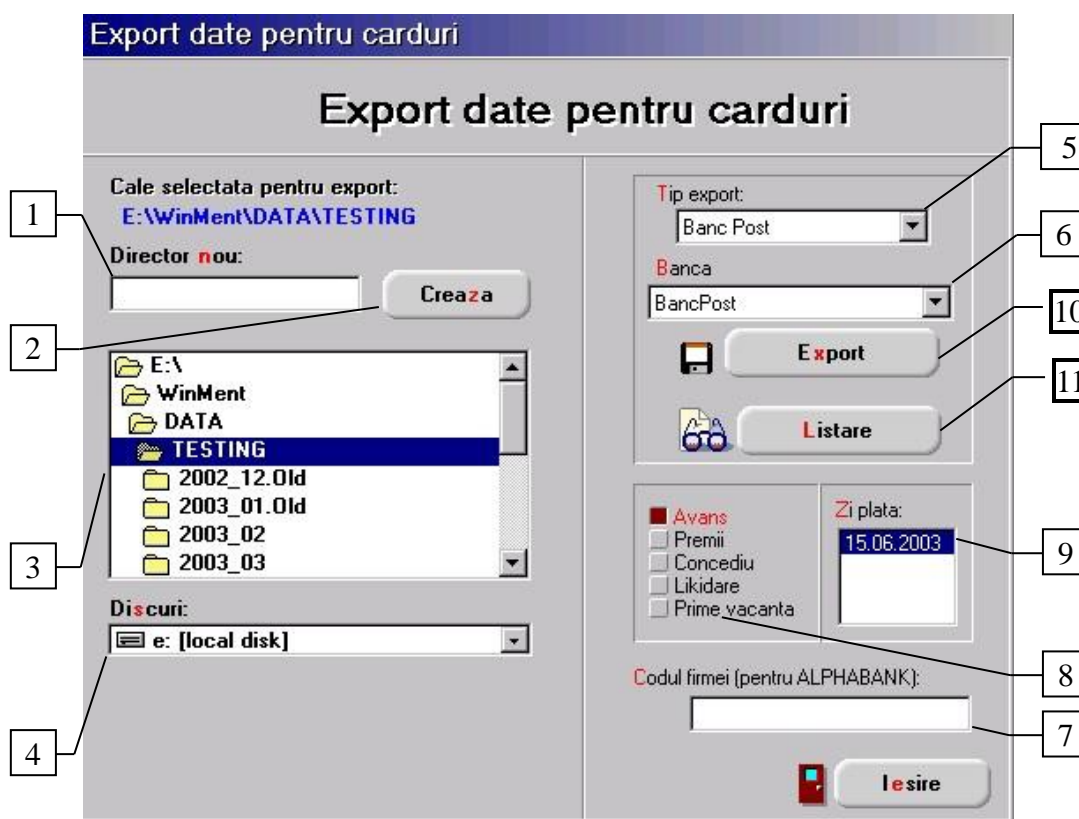 Export date pentru carduri
Export date pentru carduri
Cale selectata pentru export:
E:\WinMent\DATA\TESTING
Director nou:
Creaza
E:\
WinMent
DATA
TESTING
2002_12.Old
2003_01.Old
2003_02
2003_03
Discuri:
e: [local disk]
1
2
3
4
Tip export:
Banc Post
Banca
BancPost
Export
Listare
Avans
Premii
Concediu
Likidare
Prime vacanta
Zi plata:
15.06.2003
Codul firmei (pentru ALPHABANK):
Iesire
5
6
10
11
9
8
7